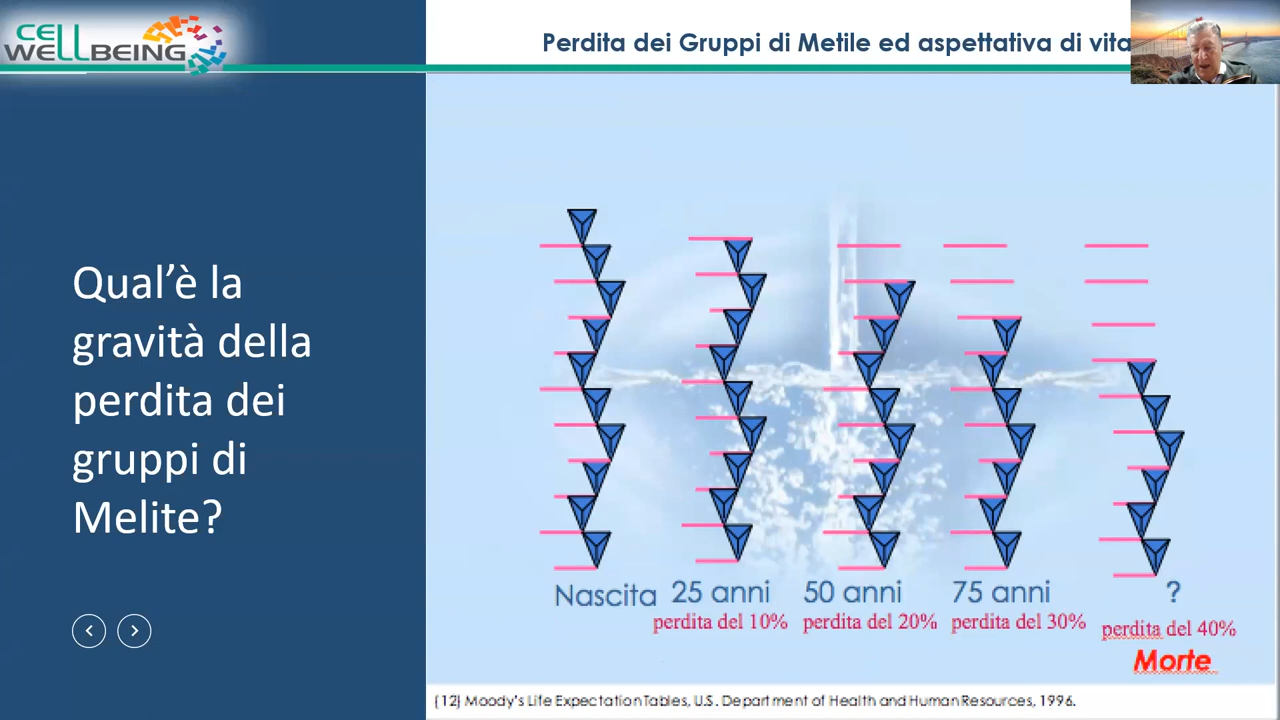 CELL
WELLBEING
Perdita dei Gruppi di Metile ed aspettativa di vita
Qual’è la
gravità della
perdita dei
gruppi di
Melite?
Nascita
25 anni
perdita del 10%
50 anni
perdita del 20%
75 anni
perdita del 30%
?
perdita del 40%
Morte
(12) Moody's Life Expectation Tables, U.S. Department of Health and Human Resources, 1996.